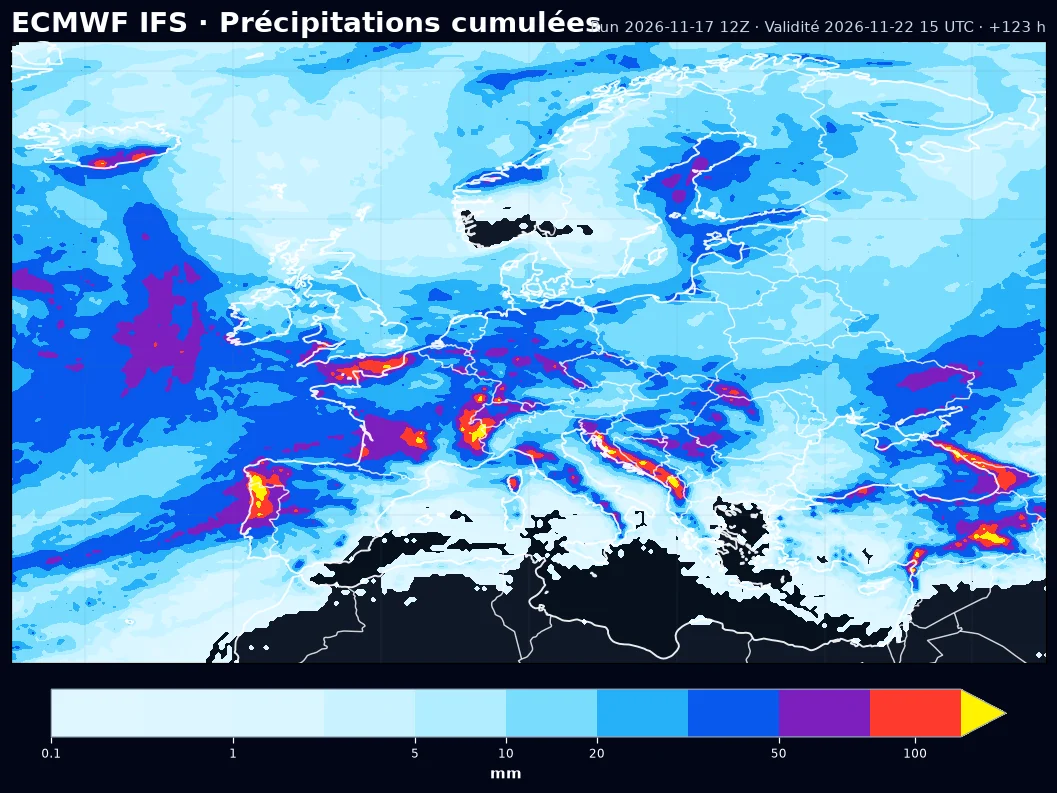 ECMWF IFS · Précipitations cumulées
Run 2026-11-17 12Z · Validité 2026-11-22 15 UTC · +123 h
0.1 1 5 10 20 50 100
mm